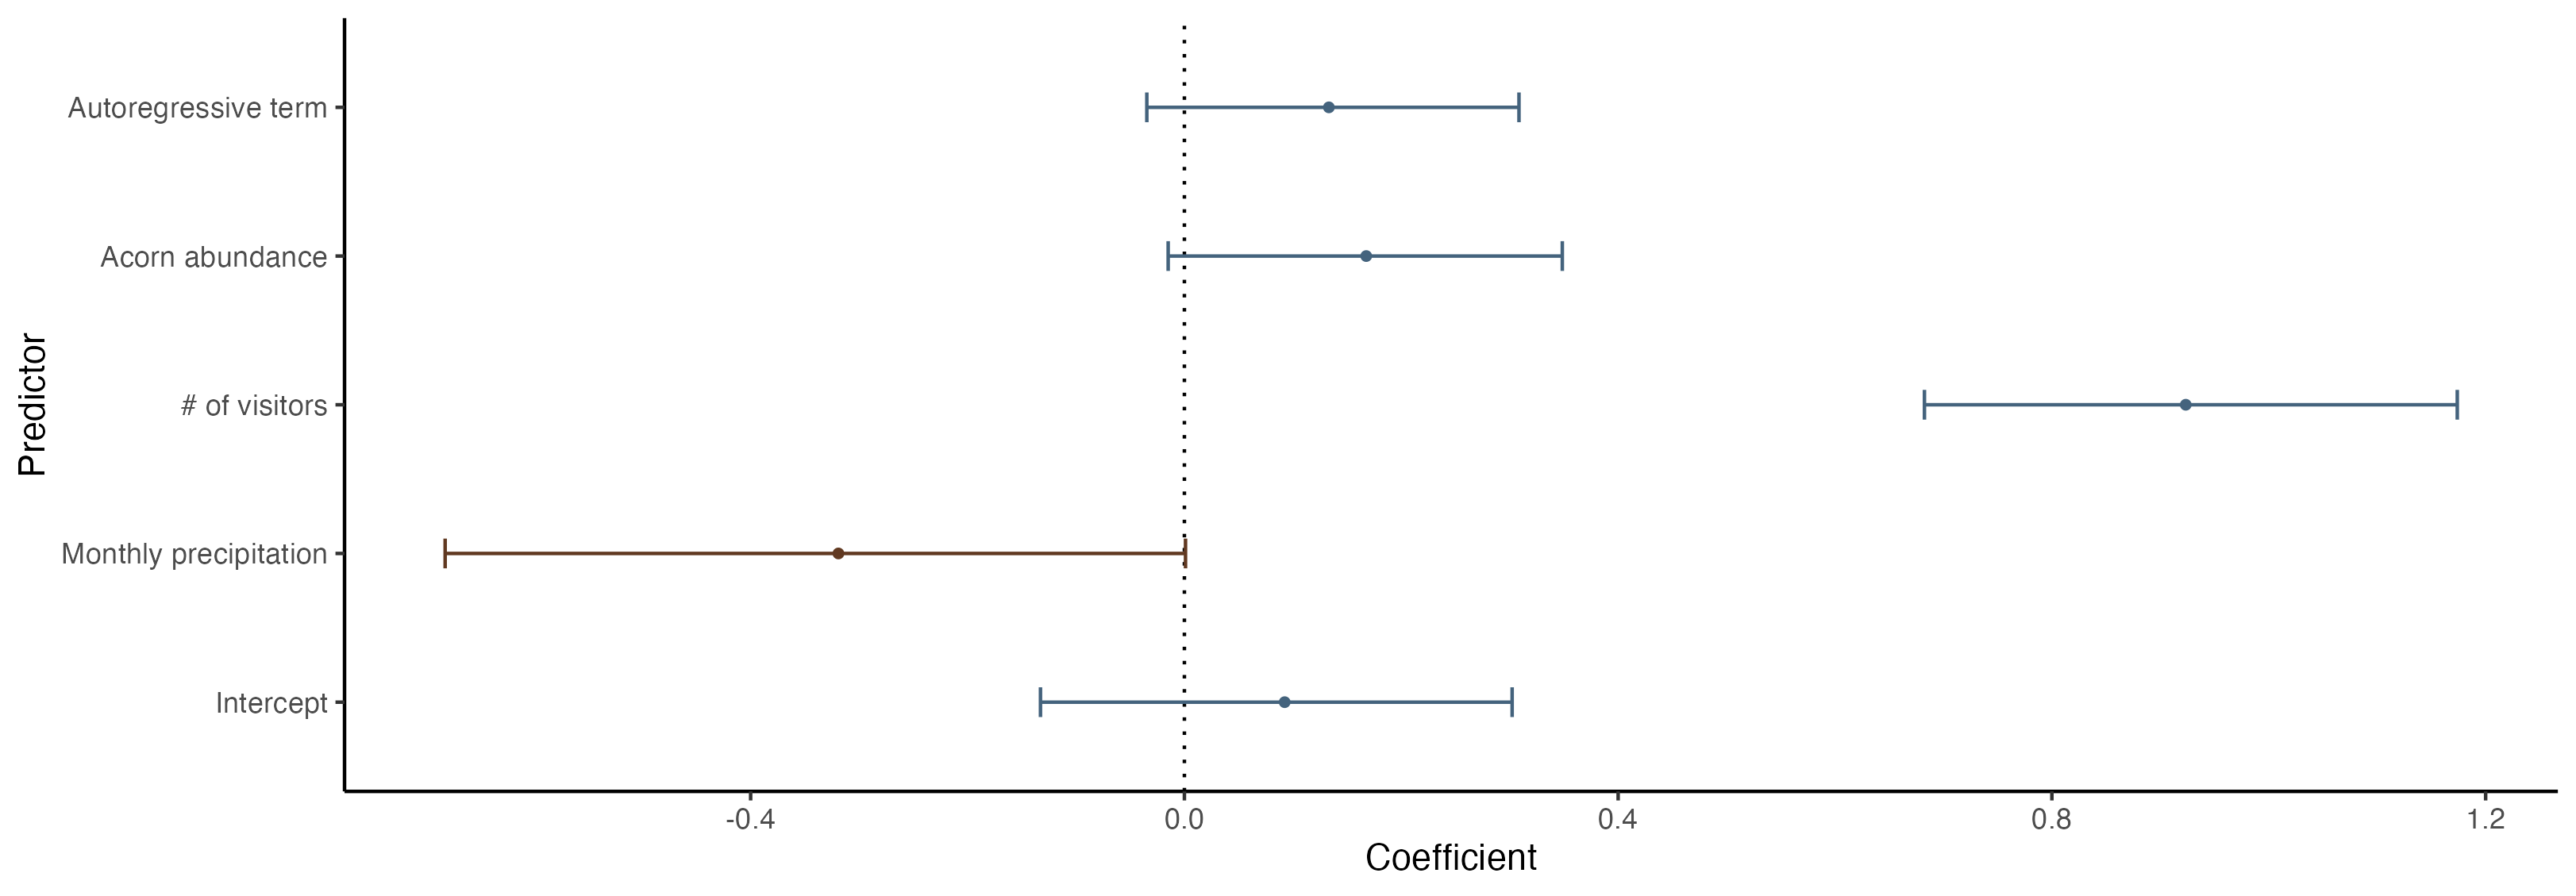 Predictor
Autoregressive term
Acorn abundance
# of visitors
Monthly precipitation
Intercept
-0.4 0.0 0.4 0.8 1.2
Coefficient